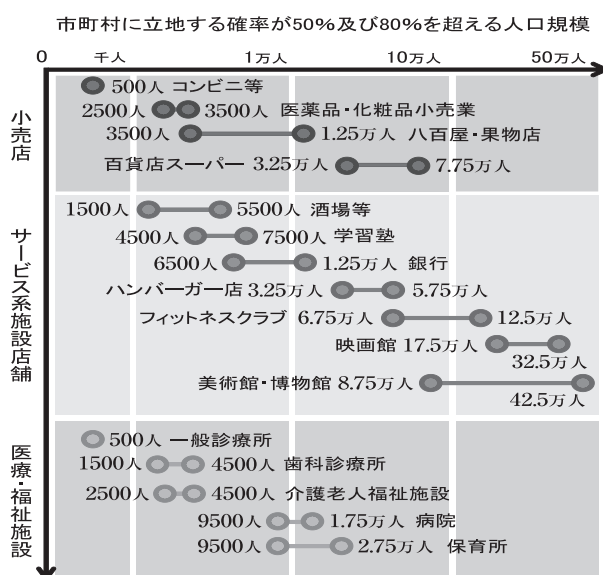 市町村に立地する確率が50%及び80%を超える人口規模
0 千人 1万人 10万人 50万人
小売店
500人 コンビニ等
2500人 3500人 医薬品・化粧品小売業
3500人 1.25万人 八百屋・果物店
百貨店スーパー 3.25万人 7.75万人
サービス系施設店舗
1500人 5500人 酒場等
4500人 7500人 学習塾
6500人 1.25万人 銀行
ハンバーガー店 3.25万人 5.75万人
フィットネスクラブ 6.75万人 12.5万人
映画館 17.5万人 32.5万人
美術館・博物館 8.75万人 42.5万人
医療・福祉施設
500人 一般診療所
1500人 4500人 歯科診療所
2500人 4500人 介護老人福祉施設
9500人 1.75万人 病院
9500人 2.75万人 保育所